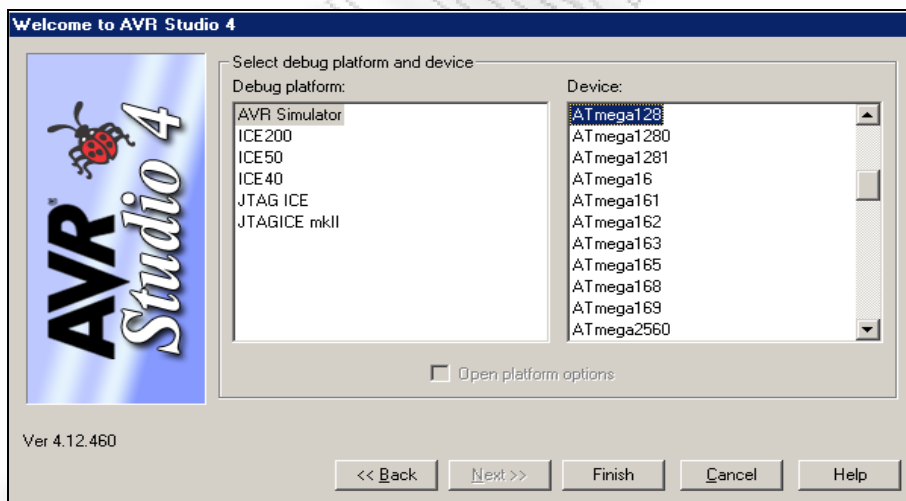 Welcome to AVR Studio 4
AVR Studio 4
Select debug platform and device
Debug platform:
AVR Simulator
ICE200
ICE50
ICE40
JTAG ICE
JTAGICE mkII
Device:
ATmega128
ATmega1280
ATmega1281
ATmega16
ATmega161
ATmega162
ATmega163
ATmega165
ATmega168
ATmega169
ATmega2560
Open platform options
Ver 4.12.460
<< Back
Next >>
Finish
Cancel
Help